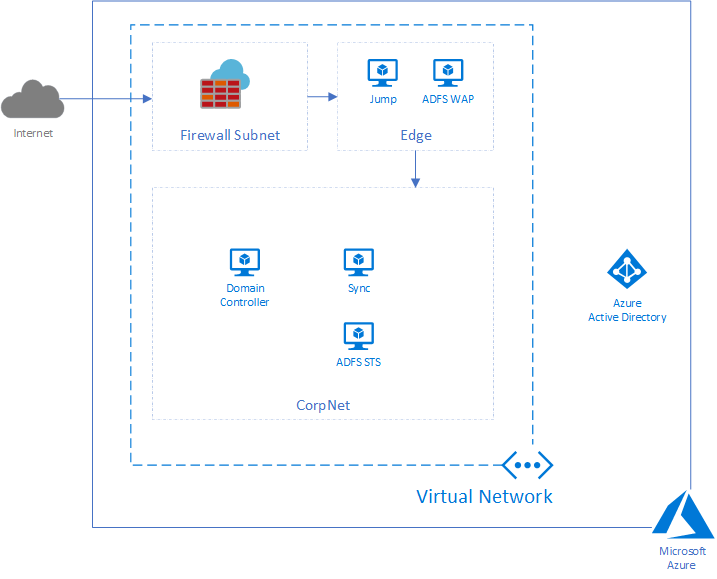 Internet
Firewall Subnet
Jump
ADFS WAP
Edge
Domain
Controller
Sync
ADFS STS
CorpNet
Azure
Active Directory
Virtual Network
Microsoft
Azure